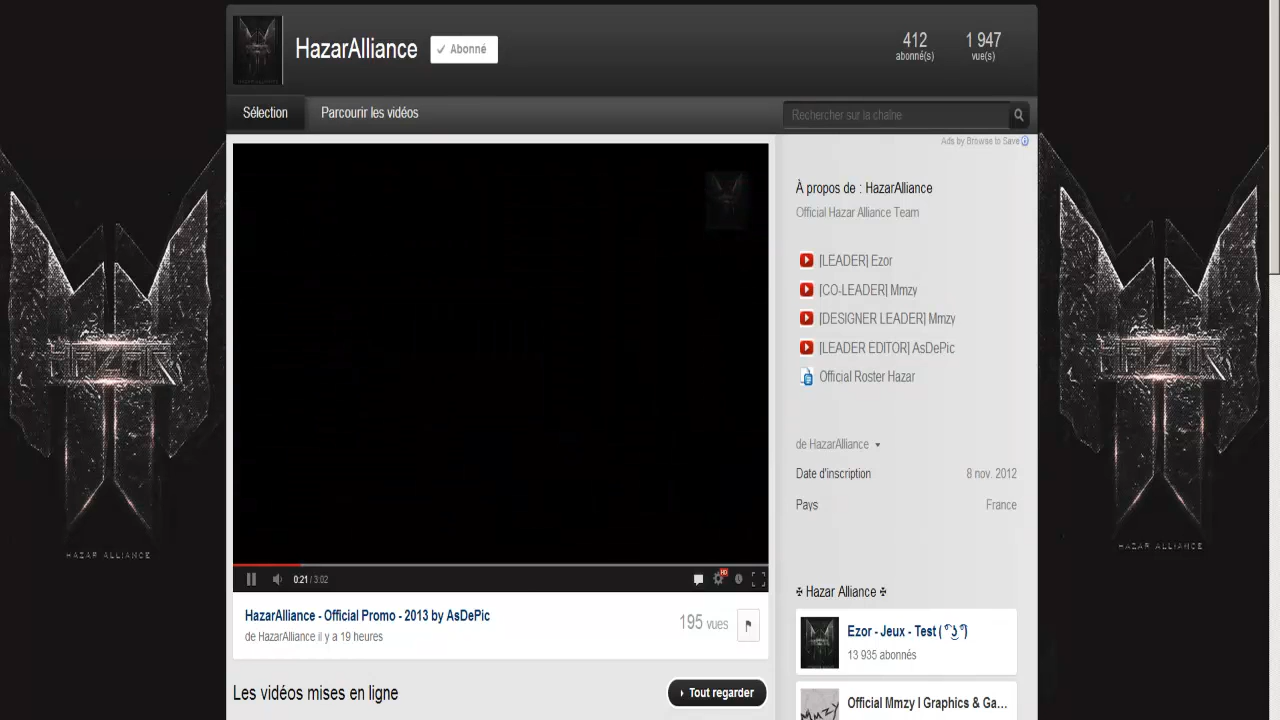 HazarAlliance
Abonné
412
abonné(s)
1 947
vue(s)
Sélection
Parcourir les vidéos
Rechercher sur la chaîne
Ads by Browse to Save
À propos de : HazarAlliance
Official Hazar Alliance Team
[LEADER] Ezor
[CO-LEADER] Mmzy
[DESIGNER LEADER] Mmzy
[LEADER EDITOR] AsDePic
Official Roster Hazar
de HazarAlliance
Date d'inscription 8 nov. 2012
Pays France
0:21 / 3:02
HD
HazarAlliance - Official Promo - 2013 by AsDePic
de HazarAlliance il y a 19 heures
195 vues
✠ Hazar Alliance ✠
Ezor - Jeux - Test ( ͡° ͜ʖ ͡°)
13 935 abonnés
Official Mmzy l Graphics & Ga...
MMZY
Les vidéos mises en ligne
Tout regarder
HAZAR
HAZAR ALLIANCE
HAZAR
HAZAR ALLIANCE